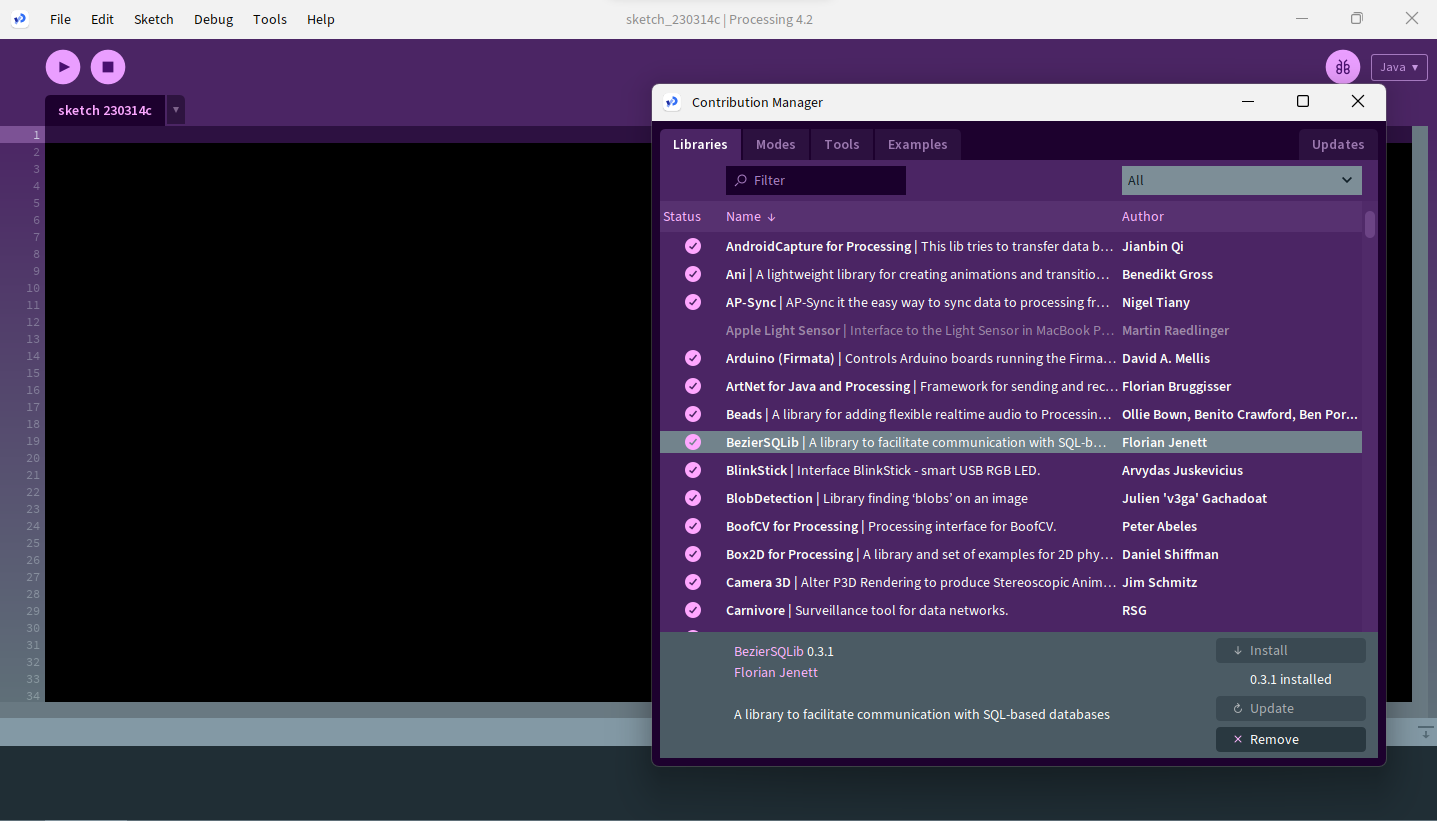 File Edit Sketch Debug Tools Help sketch_230314c | Processing 4.2
Java
sketch 230314c
Contribution Manager
Libraries Modes Tools Examples Updates
Filter All
Status Name Author
AndroidCapture for Processing | This lib tries to transfer data b... Jianbin Qi
Ani | A lightweight library for creating animations and transitio... Benedikt Gross
AP-Sync | AP-Sync it the easy way to sync data to processing fr... Nigel Tiany
Apple Light Sensor | Interface to the Light Sensor in MacBook P... Martin Raedlinger
Arduino (Firmata) | Controls Arduino boards running the Firma... David A. Mellis
ArtNet for Java and Processing | Framework for sending and rec... Florian Bruggisser
Beads | A library for adding flexible realtime audio to Processin... Ollie Bown, Benito Crawford, Ben Por...
BezierSQLib | A library to facilitate communication with SQL-b... Florian Jenett
BlinkStick | Interface BlinkStick - smart USB RGB LED. Arvydas Juskevicius
BlobDetection | Library finding ‘blobs’ on an image Julien 'v3ga' Gachadoat
BoofCV for Processing | Processing interface for BoofCV. Peter Abeles
Box2D for Processing | A library and set of examples for 2D phy... Daniel Shiffman
Camera 3D | Alter P3D Rendering to produce Stereoscopic Anim... Jim Schmitz
Carnivore | Surveillance tool for data networks. RSG
BezierSQLib 0.3.1
Florian Jenett
A library to facilitate communication with SQL-based databases
Install
0.3.1 installed
Update
Remove
1
2
3
4
5
6
7
8
9
10
11
12
13
14
15
16
17
18
19
20
21
22
23
24
25
26
27
28
29
30
31
32
33
34